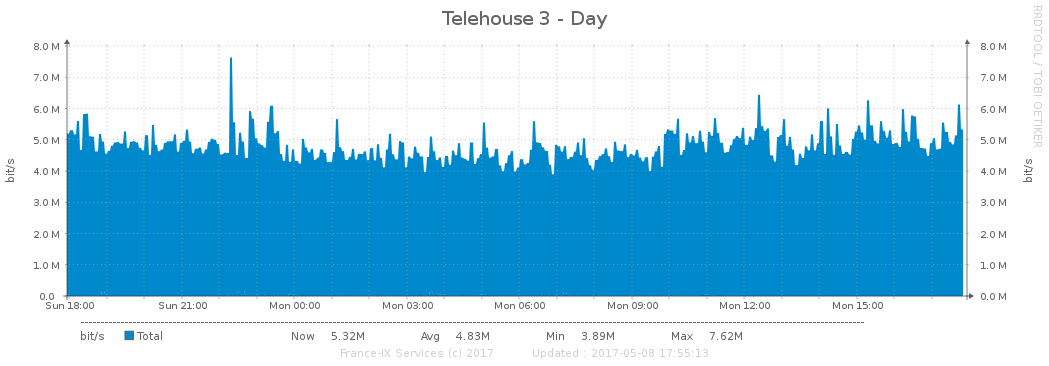 Telehouse 3 - Day
RRDTOOL / TOBI OETIKER
8.0 M 8.0 M
7.0 M 7.0 M
6.0 M 6.0 M
5.0 M 5.0 M
4.0 M 4.0 M
3.0 M 3.0 M
2.0 M 2.0 M
1.0 M 1.0 M
0.0 0.0 M
bit/s bit/s
Sun 18:00 Sun 21:00 Mon 00:00 Mon 03:00 Mon 06:00 Mon 09:00 Mon 12:00 Mon 15:00
bit/s Total Now 5.32M Avg 4.83M Min 3.89M Max 7.62M
France-IX Services (c) 2017 Updated : 2017-05-08 17:55:13